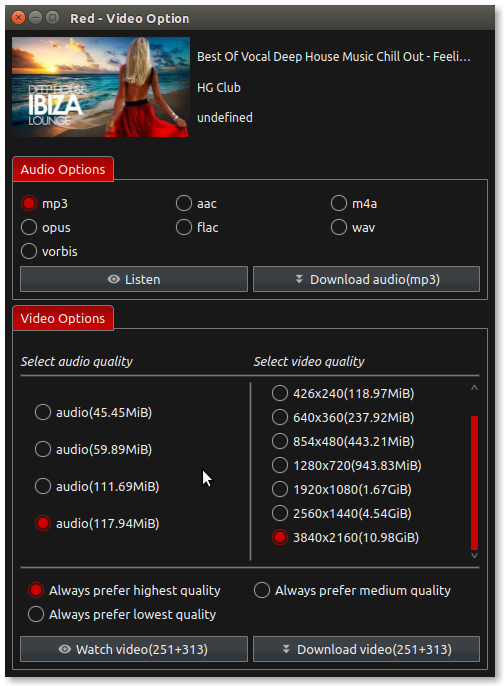 Red - Video Option
Best Of Vocal Deep House Music Chill Out - Feeli...
DEEP HOUSE
IBIZA
LOUNGE
HG Club
undefined
Audio Options
mp3 aac m4a
opus flac wav
vorbis
Listen Download audio(mp3)
Video Options
Select audio quality
audio(45.45MiB)
audio(59.89MiB)
audio(111.69MiB)
audio(117.94MiB)
Select video quality
426x240(118.97MiB)
640x360(237.92MiB)
854x480(443.21MiB)
1280x720(943.83MiB)
1920x1080(1.67GiB)
2560x1440(4.54GiB)
3840x2160(10.98GiB)
Always prefer highest quality Always prefer medium quality
Always prefer lowest quality
Watch video(251+313) Download video(251+313)